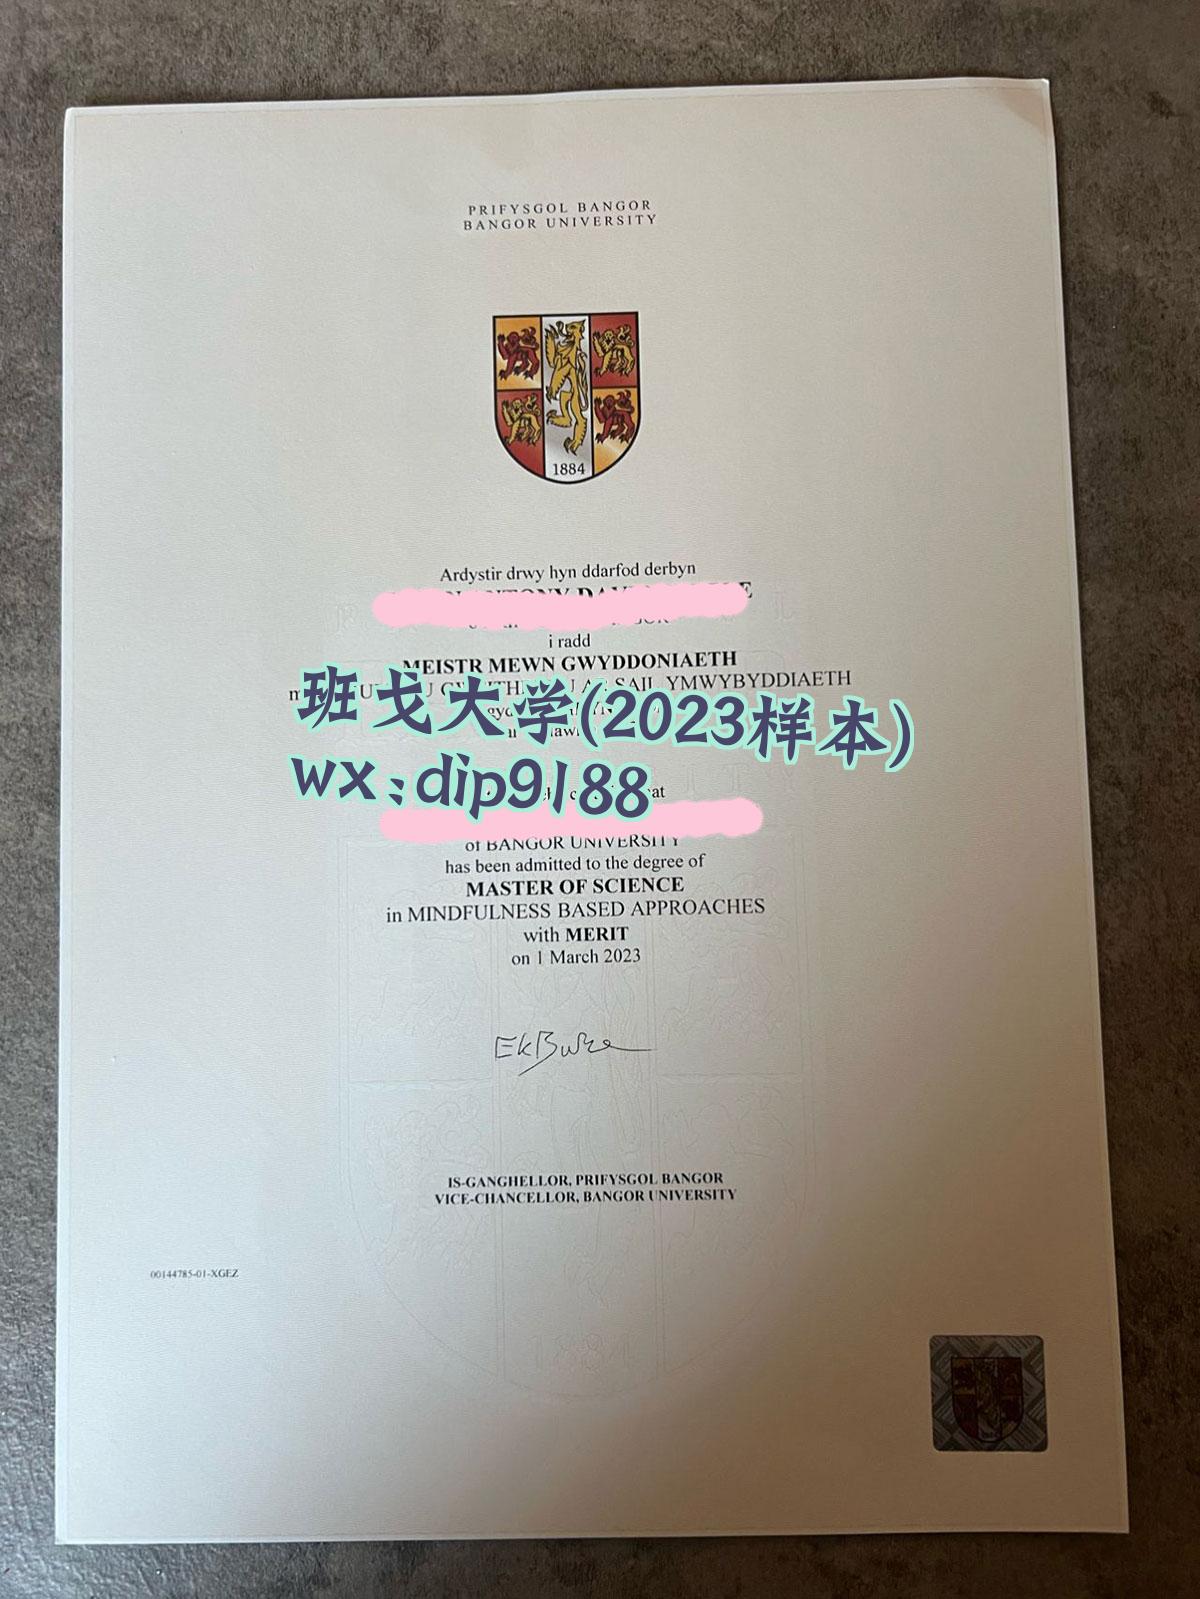 PRIFYSGOL BANGOR
BANGOR UNIVERSITY
1884
Ardystir drwy hyn ddarfod derbyn
i radd
MEISTR MEWN GWYDDONIAETH
AR SAIL YMWYBYDDIAETH
班戈大学(2023样本)
wx:dip9188
of BANGOR UNIVERSITY
has been admitted to the degree of
MASTER OF SCIENCE
in MINDFULNESS BASED APPROACHES
with MERIT
on 1 March 2023
IS-GANGHELLOR, PRIFYSGOL BANGOR
VICE-CHANCELLOR, BANGOR UNIVERSITY
00144785-01-XGEZ
1884